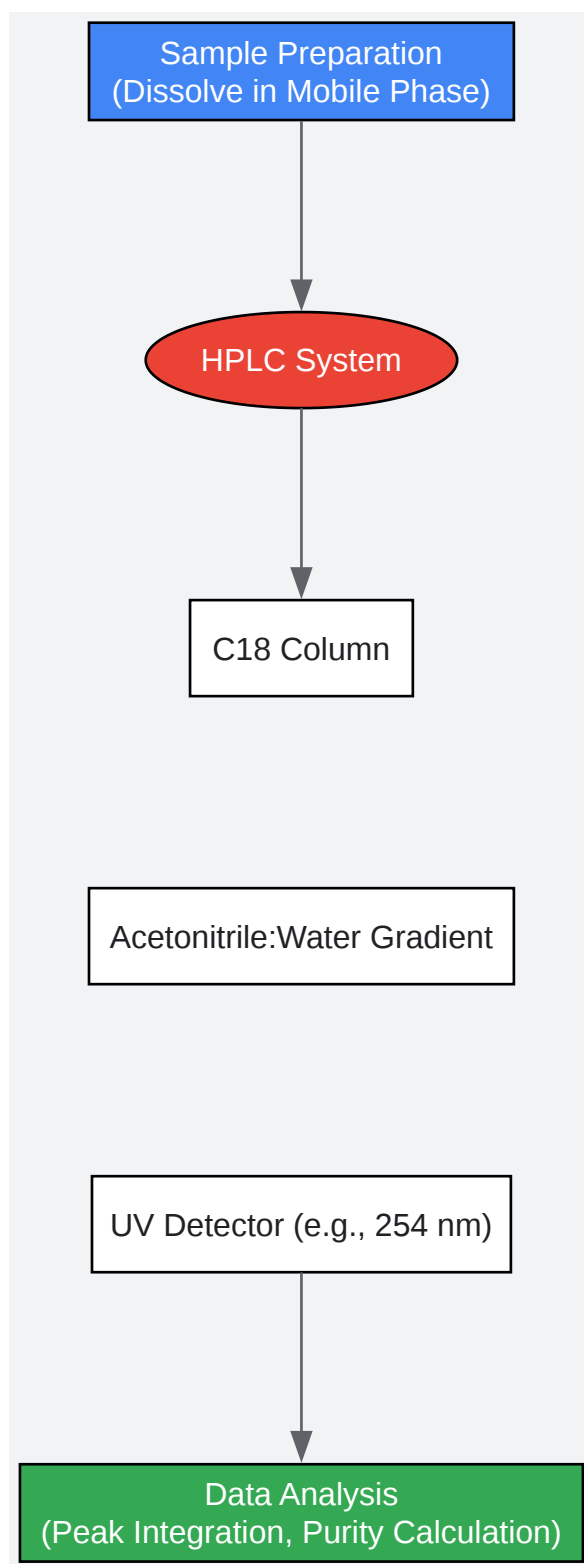 Sample Preparation
(Dissolve in Mobile Phase)
HPLC System
C18 Column
Acetonitrile:Water Gradient
UV Detector (e.g., 254 nm)
Data Analysis
(Peak Integration, Purity Calculation)